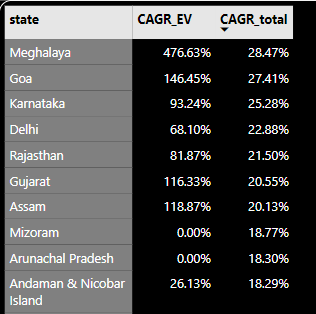 state CAGR_EV CAGR_total
Meghalaya 476.63% 28.47%
Goa 146.45% 27.41%
Karnataka 93.24% 25.28%
Delhi 68.10% 22.88%
Rajasthan 81.87% 21.50%
Gujarat 116.33% 20.55%
Assam 118.87% 20.13%
Mizoram 0.00% 18.77%
Arunachal Pradesh 0.00% 18.30%
Andaman & Nicobar 26.13% 18.29%
Island